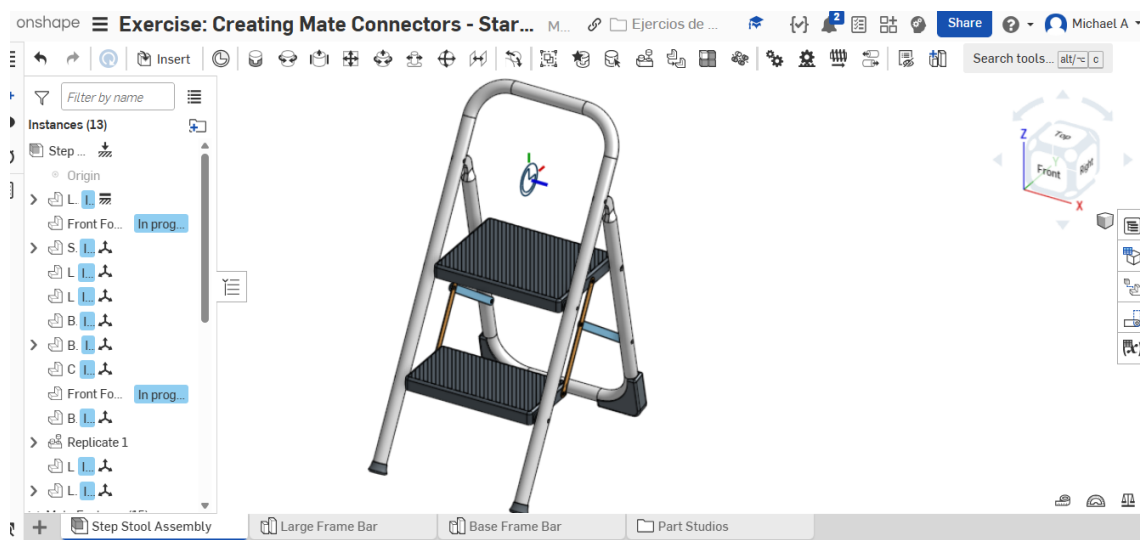 onshape Exercise: Creating Mate Connectors - Star... M... Ejercios de ... 2 Share Michael A
Insert Search tools... alt/⌥ c
Filter by name
Instances (13)
Step ...
Origin
L. I...
Front Fo... In prog...
S. I...
L I...
L I...
B. I...
B. I...
C I...
Front Fo... In prog...
B. I...
Replicate 1
L I...
L. I...
Z
Top
Y
Front
Right
X
Step Stool Assembly Large Frame Bar Base Frame Bar Part Studios